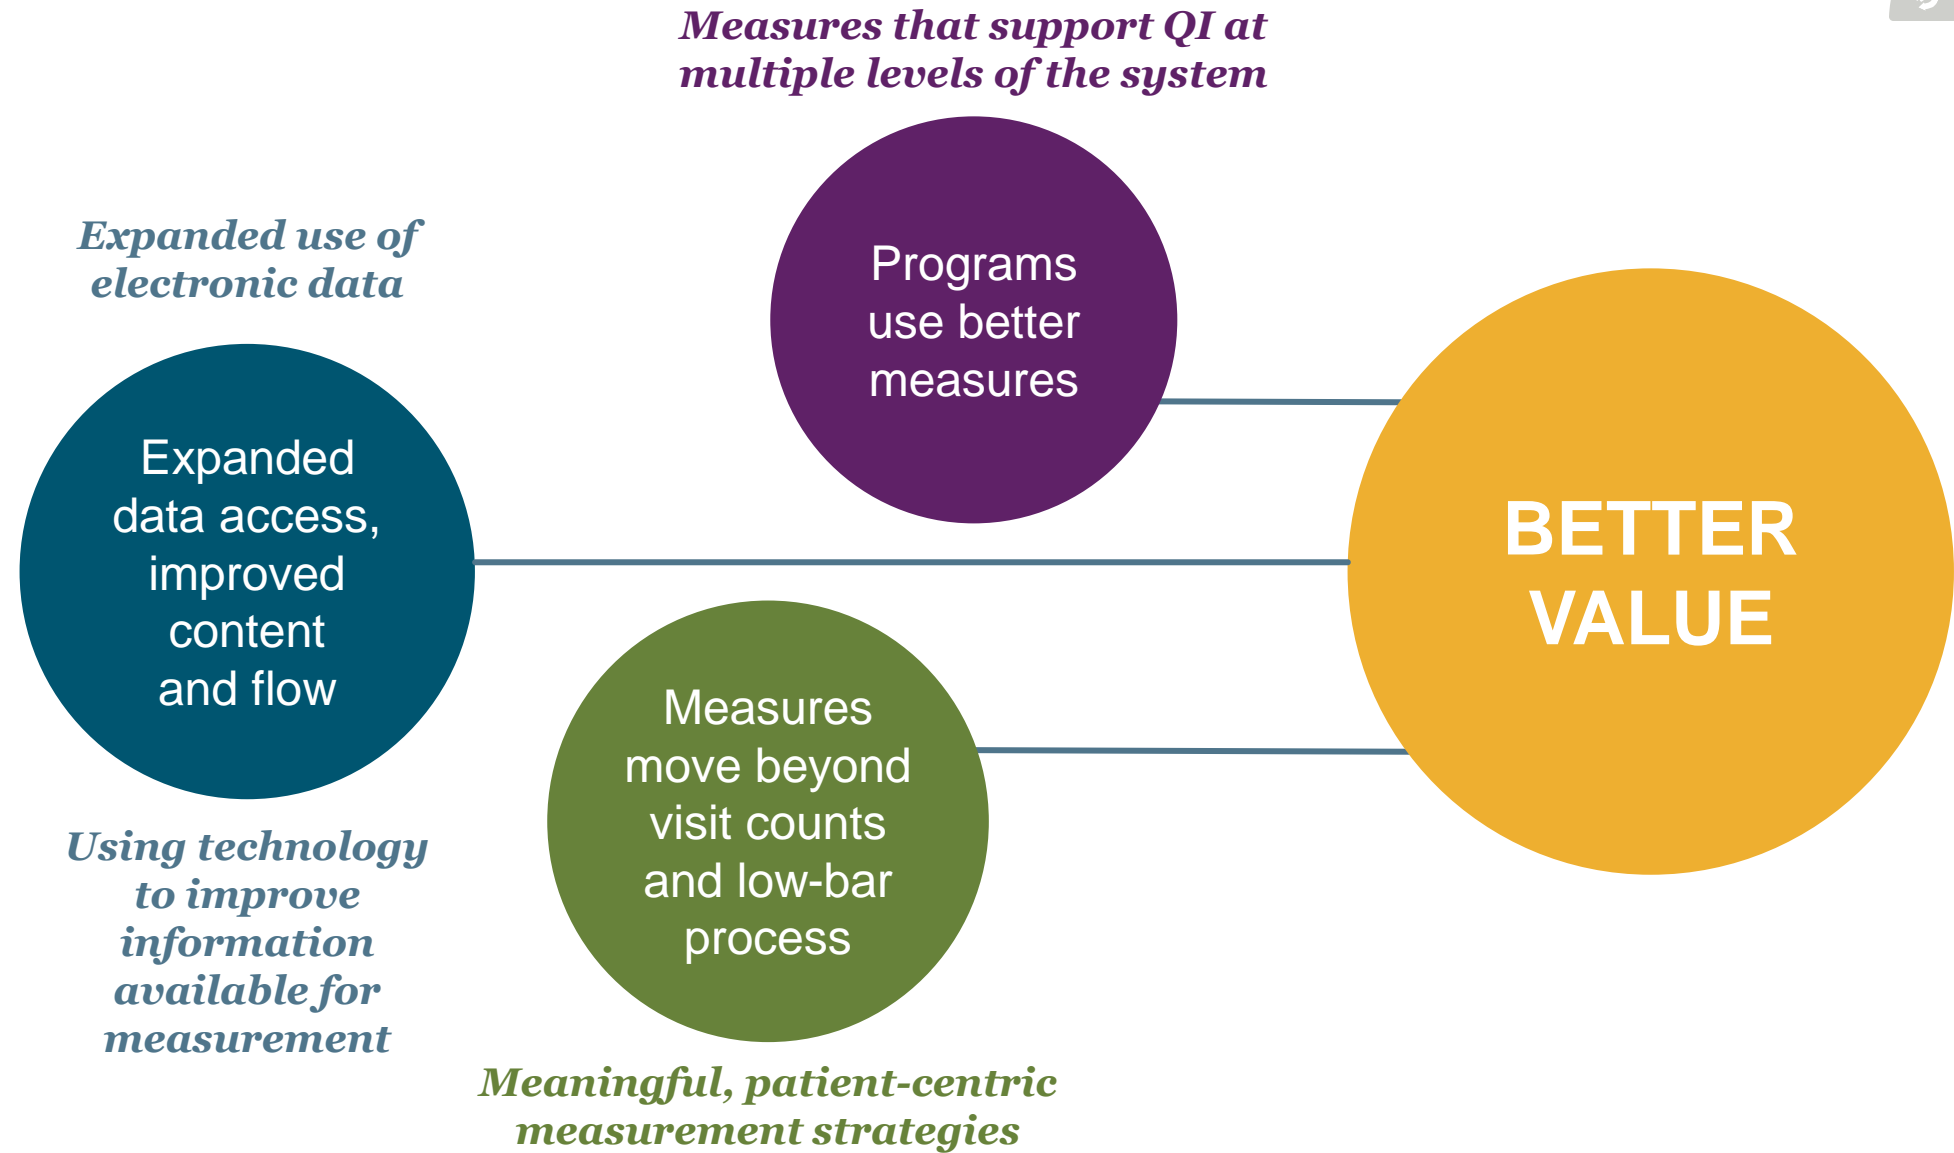 Measures that support QI at
multiple levels of the system
Expanded use of
electronic data
Programs
use better
measures
Expanded
data access,
improved
content
and flow
BETTER
VALUE
Measures
move beyond
visit counts
and low-bar
process
Using technology
to improve
information
available for
measurement
Meaningful, patient-centric
measurement strategies